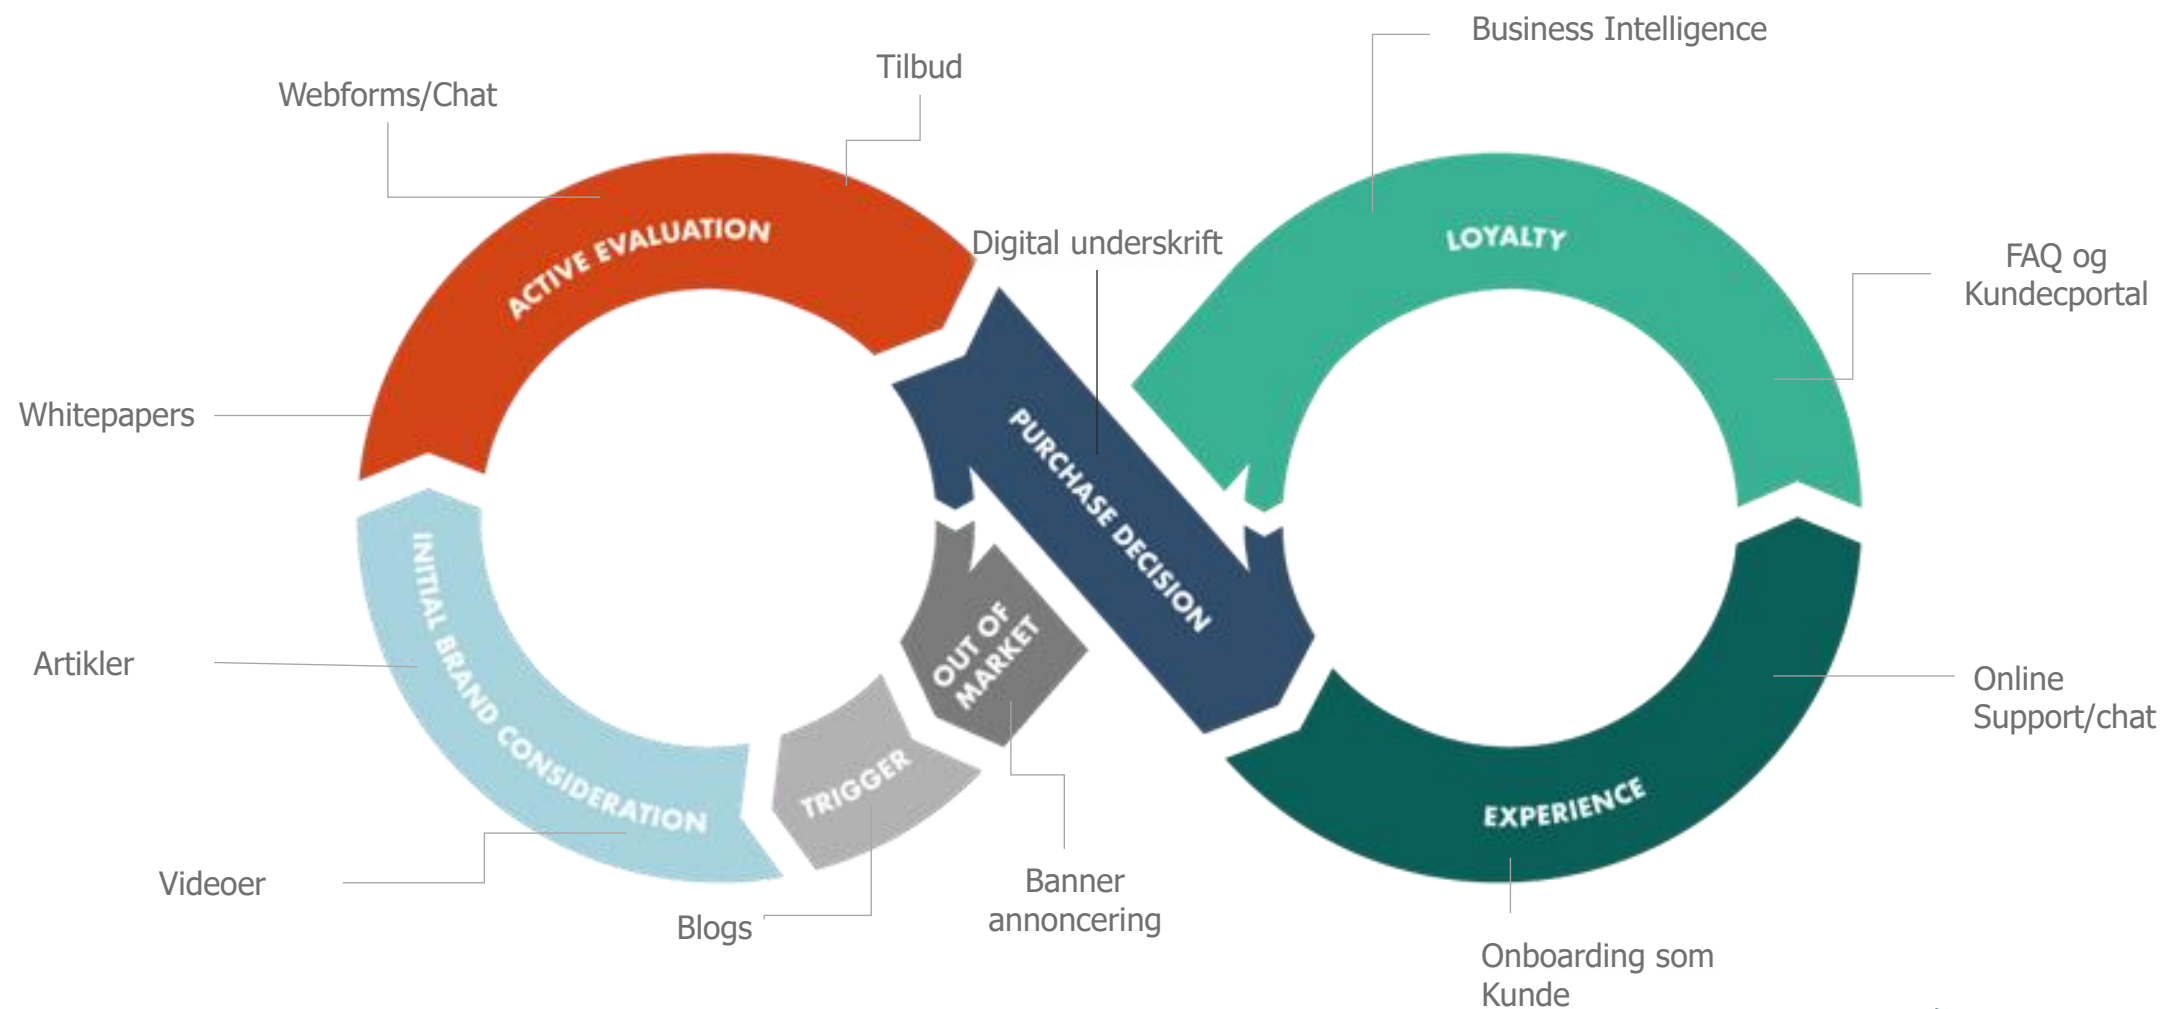 Business Intelligence
Tilbud
Webforms/Chat
ACTIVE EVALUATION
Digital underskrift
LOYALTY
FAQ og
Kundecportal
Whitepapers
PURCHASE DECISION
INITIAL BRAND CONSIDERATION
Artikler
OUT OF
MARKET
Online
Support/chat
TRIGGER
EXPERIENCE
Videoer
Banner
annoncering
Blogs
Onboarding som
Kunde